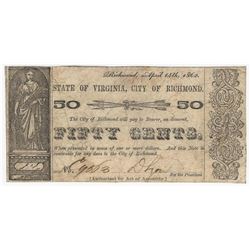 Richmond, April 15th, 1862.
STATE OF VIRGINIA, CITY OF RICHMOND.
50 50
The City of Richmond will pay to Bearer, on demand,
FIFTY CENTS,
When presented in sums of one or more dollars. And this Note is
receivable for any dues to the City of Richmond.
No.
For the President
(Authorized by Act of Assembly)